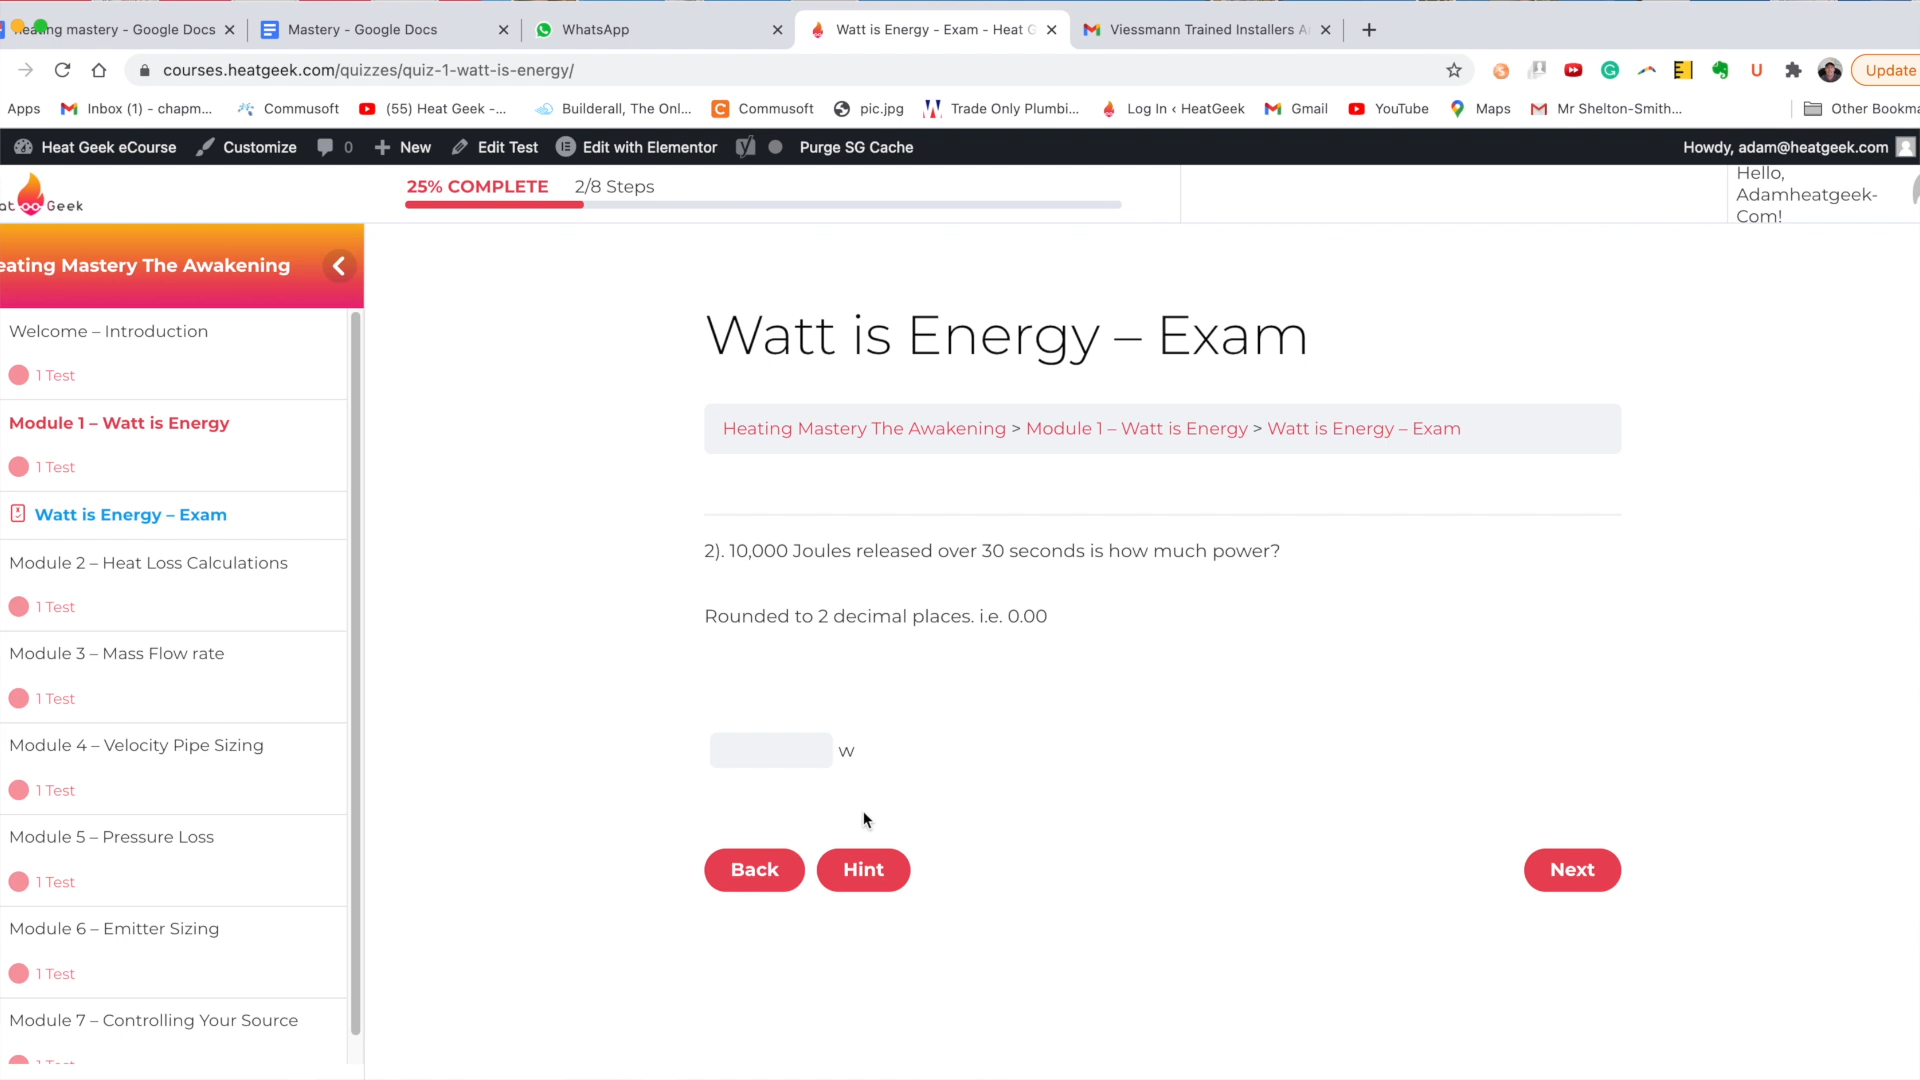 heating mastery - Google Docs
Mastery - Google Docs
WhatsApp
Watt is Energy - Exam - Heat G
Viessmann Trained Installers A
courses.heatgeek.com/quizzes/quiz-1-watt-is-energy/
Update
Apps
Inbox (1) - chapm...
Commusoft
(55) Heat Geek -...
Builderall, The Onl...
Commusoft
pic.jpg
Trade Only Plumbi...
Log In ‹ HeatGeek
Gmail
YouTube
Maps
Mr Shelton-Smith...
Other Bookma
Heat Geek eCourse
Customize
0
New
Edit Test
Edit with Elementor
Purge SG Cache
Howdy, adam@heatgeek.com
at Geek
25% COMPLETE 2/8 Steps
Hello,
Adamheatgeek-
Com!
eating Mastery The Awakening
Welcome – Introduction
1 Test
Module 1 – Watt is Energy
1 Test
Watt is Energy – Exam
Module 2 – Heat Loss Calculations
1 Test
Module 3 – Mass Flow rate
1 Test
Module 4 – Velocity Pipe Sizing
1 Test
Module 5 – Pressure Loss
1 Test
Module 6 – Emitter Sizing
1 Test
Module 7 – Controlling Your Source
1 Test
Watt is Energy – Exam
Heating Mastery The Awakening > Module 1 – Watt is Energy > Watt is Energy – Exam
2). 10,000 Joules released over 30 seconds is how much power?
Rounded to 2 decimal places. i.e. 0.00
w
Back
Hint
Next